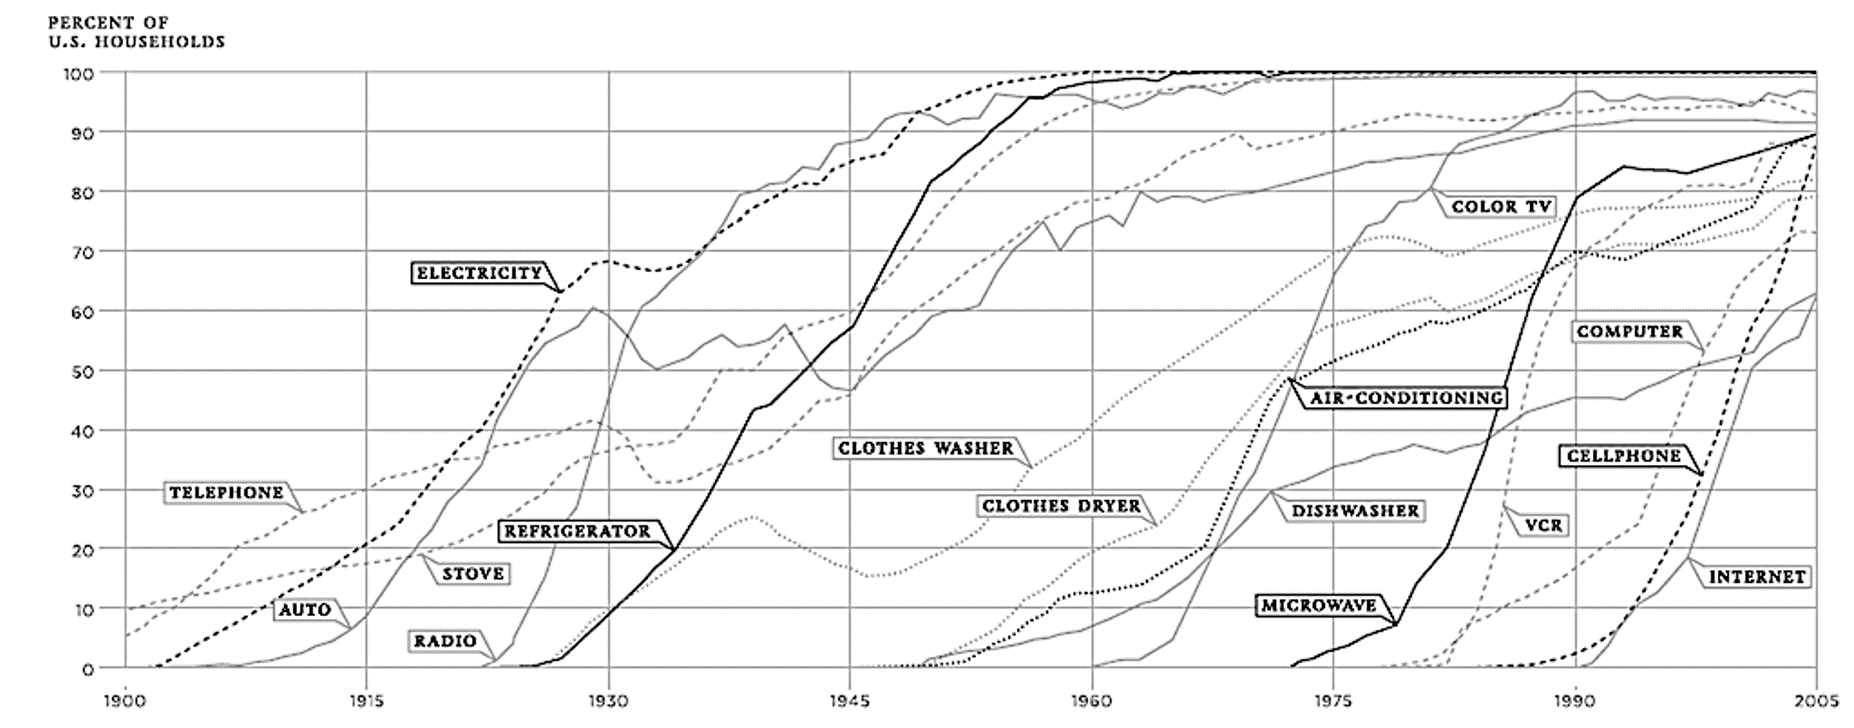 PERCENT OF
U.S. HOUSEHOLDS
100
90
80
70
60
50
40
30
20
10
0
ELECTRICITY
TELEPHONE
REFRIGERATOR
STOVE
AUTO
RADIO
CLOTHES WASHER
CLOTHES DRYER
COLOR TV
COMPUTER
AIR-CONDITIONING
CELLPHONE
DISHWASHER
VCR
INTERNET
MICROWAVE
1900 1915 1930 1945 1960 1975 1990 2005